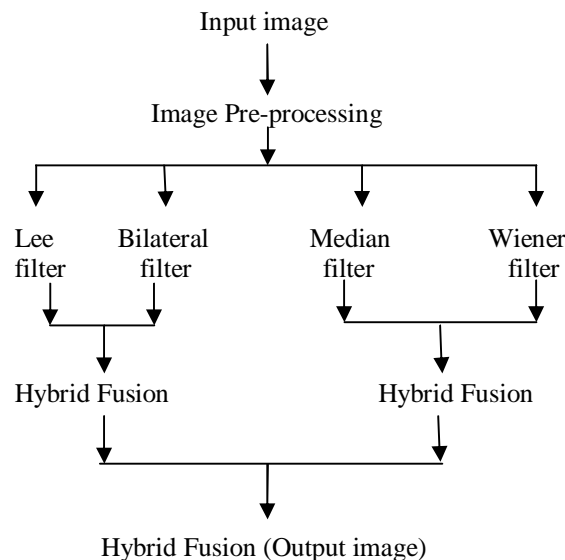 Input image
Image Pre-processing
Lee
filter
Bilateral
filter
Median
filter
Wiener
filter
Hybrid Fusion
Hybrid Fusion
Hybrid Fusion (Output image)